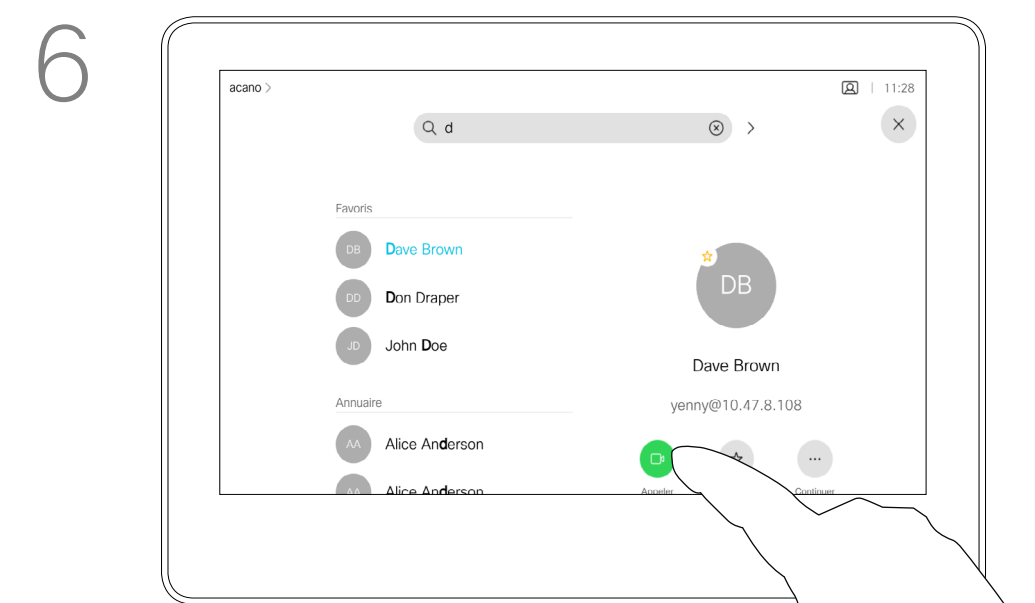 6
acano >
11:28
d
Favoris
DB
Dave Brown
DD
Don Draper
JD
John Doe
Annuaire
AA
Alice Anderson
AA
Alice Anderson
DB
Dave Brown
yenny@10.47.8.108
Appeler
Continuer